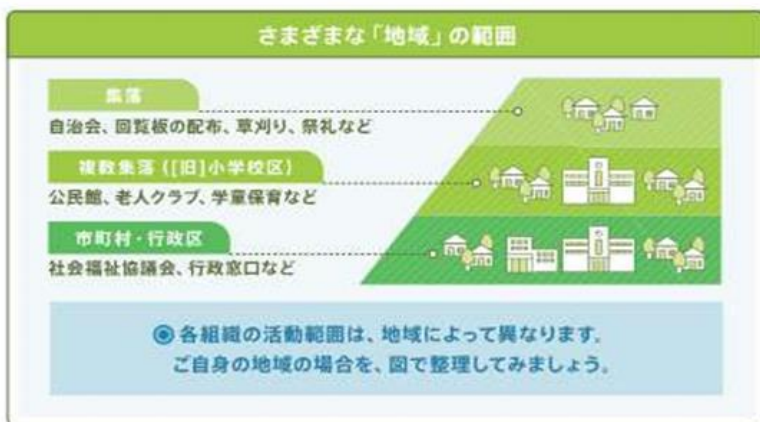 さまざまな「地域」の範囲
集落
自治会、回覧板の配布、草刈り、祭礼など
複数集落（[旧]小学校区）
公民館、老人クラブ、学童保育など
市町村・行政区
社会福祉協議会、行政窓口など
◉各組織の活動範囲は、地域によって異なります。
ご自身の地域の場合を、図で整理してみましょう。